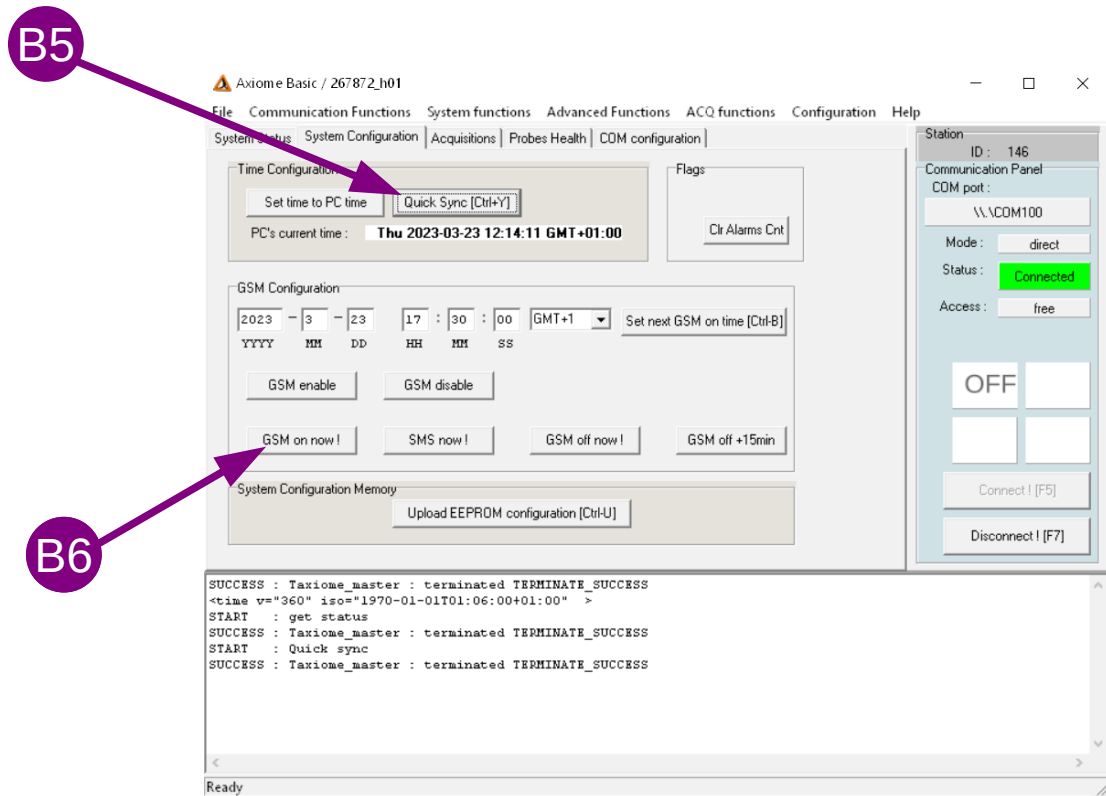 B5
Axiome Basic / 267872_h01
File Communication Functions System functions Advanced Functions ACQ functions Configuration Help
System Status System Configuration Acquisitions Probes Health COM configuration
Time Configuration
Set time to PC time Quick Sync [Ctrl+Y]
PC's current time : Thu 2023-03-23 12:14:11 GMT+01:00
Flags
Clr Alarms Cnt
GSM Configuration
2023 - 3 - 23 17 : 30 : 00 GMT+1 Set next GSM on time [Ctrl-B]
YYYY MM DD HH MM SS
GSM enable GSM disable
GSM on now ! SMS now ! GSM off now ! GSM off +15min
System Configuration Memory
Upload EEPROM configuration [Ctrl-U]
B6
Station
ID : 146
Communication Panel
COM port :
\\.\COM100
Mode : direct
Status : Connected
Access : free
OFF
Connect ! [F5]
Disconnect ! [F7]
SUCCESS : Taxiome_master : terminated TERMINATE_SUCCESS
<time v="360" iso="1970-01-01T01:06:00+01:00" >
START : get status
SUCCESS : Taxiome_master : terminated TERMINATE_SUCCESS
START : Quick sync
SUCCESS : Taxiome_master : terminated TERMINATE_SUCCESS
Ready